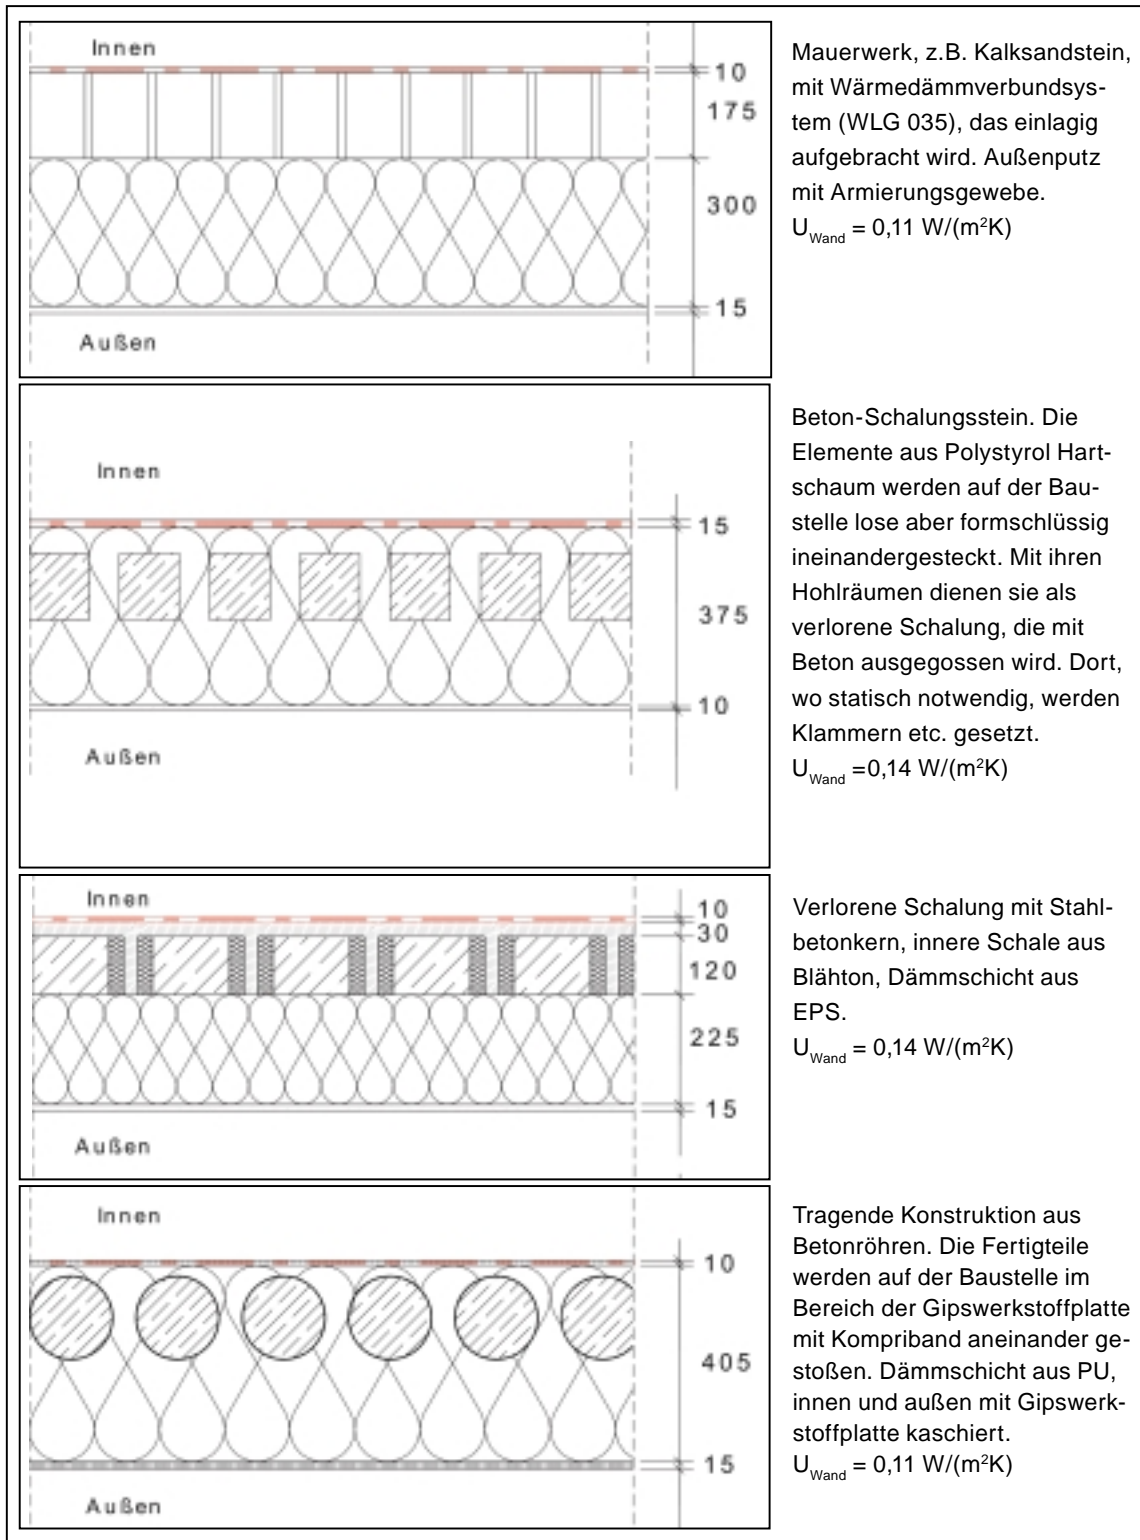 Innen
10
175
300
15
Außen
Mauerwerk, z.B. Kalksandstein,
mit Wärmedämmverbundsys-
tem (WLG 035), das einlagig
aufgebracht wird. Außenputz
mit Armierungsgewebe.
U_Wand = 0,11 W/(m²K)
Innen
15
375
10
Außen
Beton-Schalungsstein. Die
Elemente aus Polystyrol Hart-
schaum werden auf der Bau-
stelle lose aber formschlüssig
ineinandergesteckt. Mit ihren
Hohlräumen dienen sie als
verlorene Schalung, die mit
Beton ausgegossen wird. Dort,
wo statisch notwendig, werden
Klammern etc. gesetzt.
U_Wand =0,14 W/(m²K)
Innen
10
30
120
225
15
Außen
Verlorene Schalung mit Stahl-
betonkern, innere Schale aus
Blähton, Dämmschicht aus
EPS.
U_Wand = 0,14 W/(m²K)
Innen
10
405
15
Außen
Tragende Konstruktion aus
Betonröhren. Die Fertigteile
werden auf der Baustelle im
Bereich der Gipswerkstoffplatte
mit Kompriband aneinander ge-
stoßen. Dämmschicht aus PU,
innen und außen mit Gipswerk-
stoffplatte kaschiert.
U_Wand = 0,11 W/(m²K)